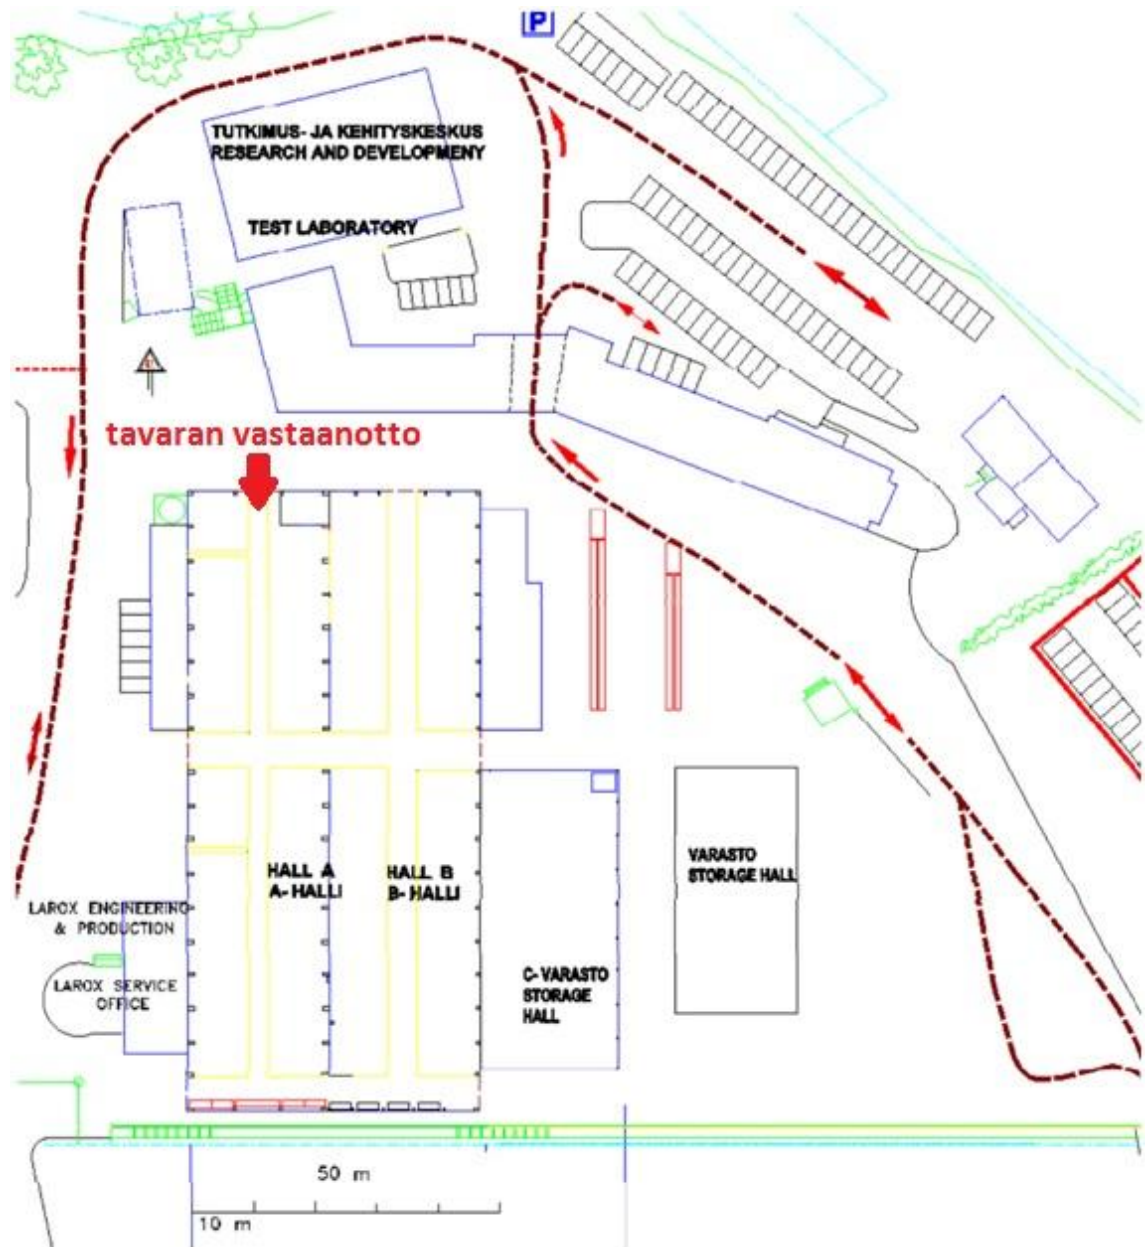 P
TUTKIMUS- JA KEHITYSKESKUS
RESEARCH AND DEVELOPMENY
TEST LABORATORY
tavaran vastaanotto
HALL A
A- HALLI
HALL B
B- HALLI
VARASTO
STORAGE HALL
LAROX ENGINEERING
& PRODUCTION
LAROX SERVICE
OFFICE
C- VARASTO
STORAGE
HALL
50 m
10 m